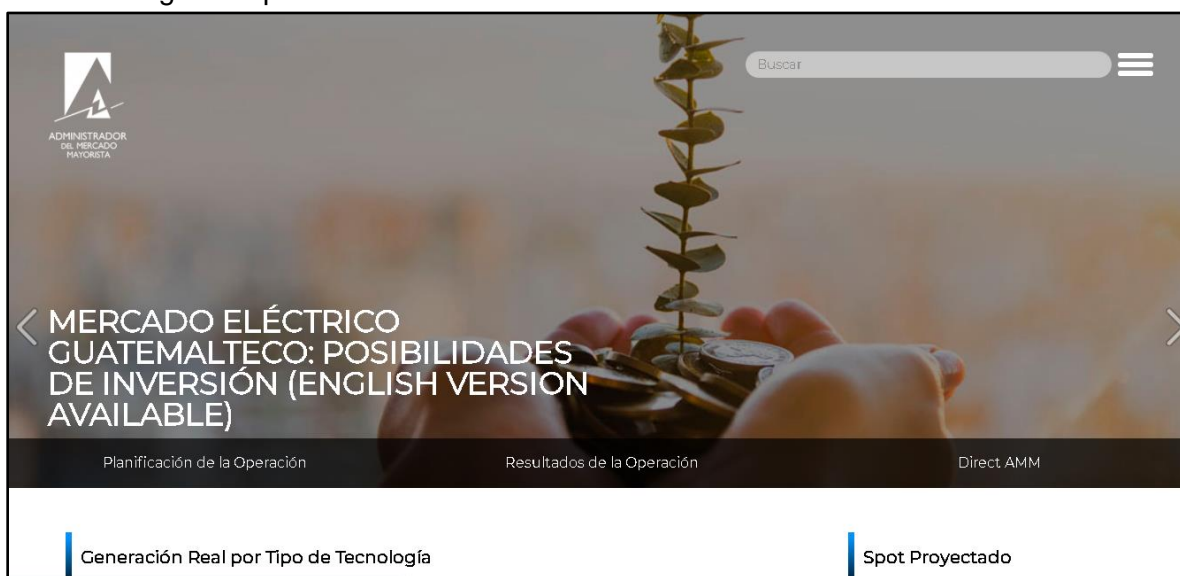 ADMINISTRADOR
DEL MERCADO
MAYORISTA
Buscar
MERCADO ELÉCTRICO
GUATEMALTECO: POSIBILIDADES
DE INVERSIÓN (ENGLISH VERSION
AVAILABLE)
Planificación de la Operación
Resultados de la Operación
Direct AMM
Generación Real por Tipo de Tecnología
Spot Proyectado